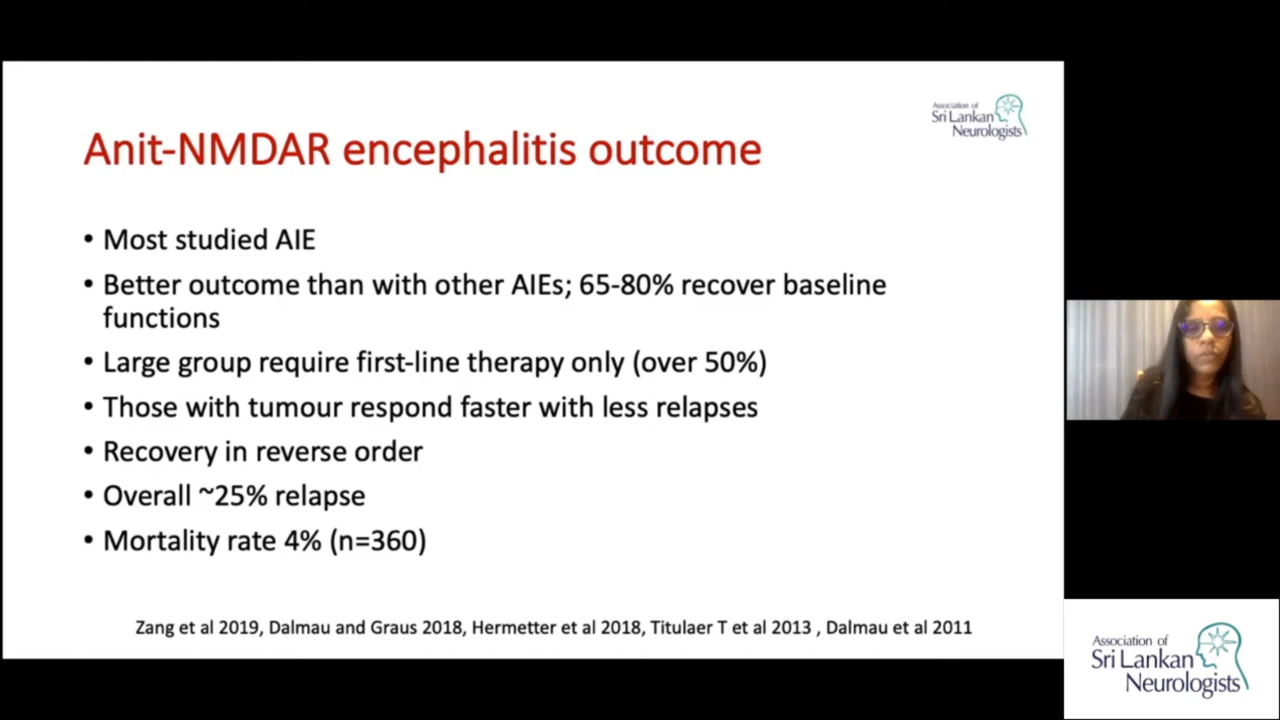 Association of
Sri Lankan
Neurologists
Anit-NMDAR encephalitis outcome
• Most studied AIE
• Better outcome than with other AIEs; 65-80% recover baseline
functions
• Large group require first-line therapy only (over 50%)
• Those with tumour respond faster with less relapses
• Recovery in reverse order
• Overall ~25% relapse
• Mortality rate 4% (n=360)
Zang et al 2019, Dalmau and Graus 2018, Hermetter et al 2018, Titulaer T et al 2013 , Dalmau et al 2011
Association of
Sri Lankan
Neurologists